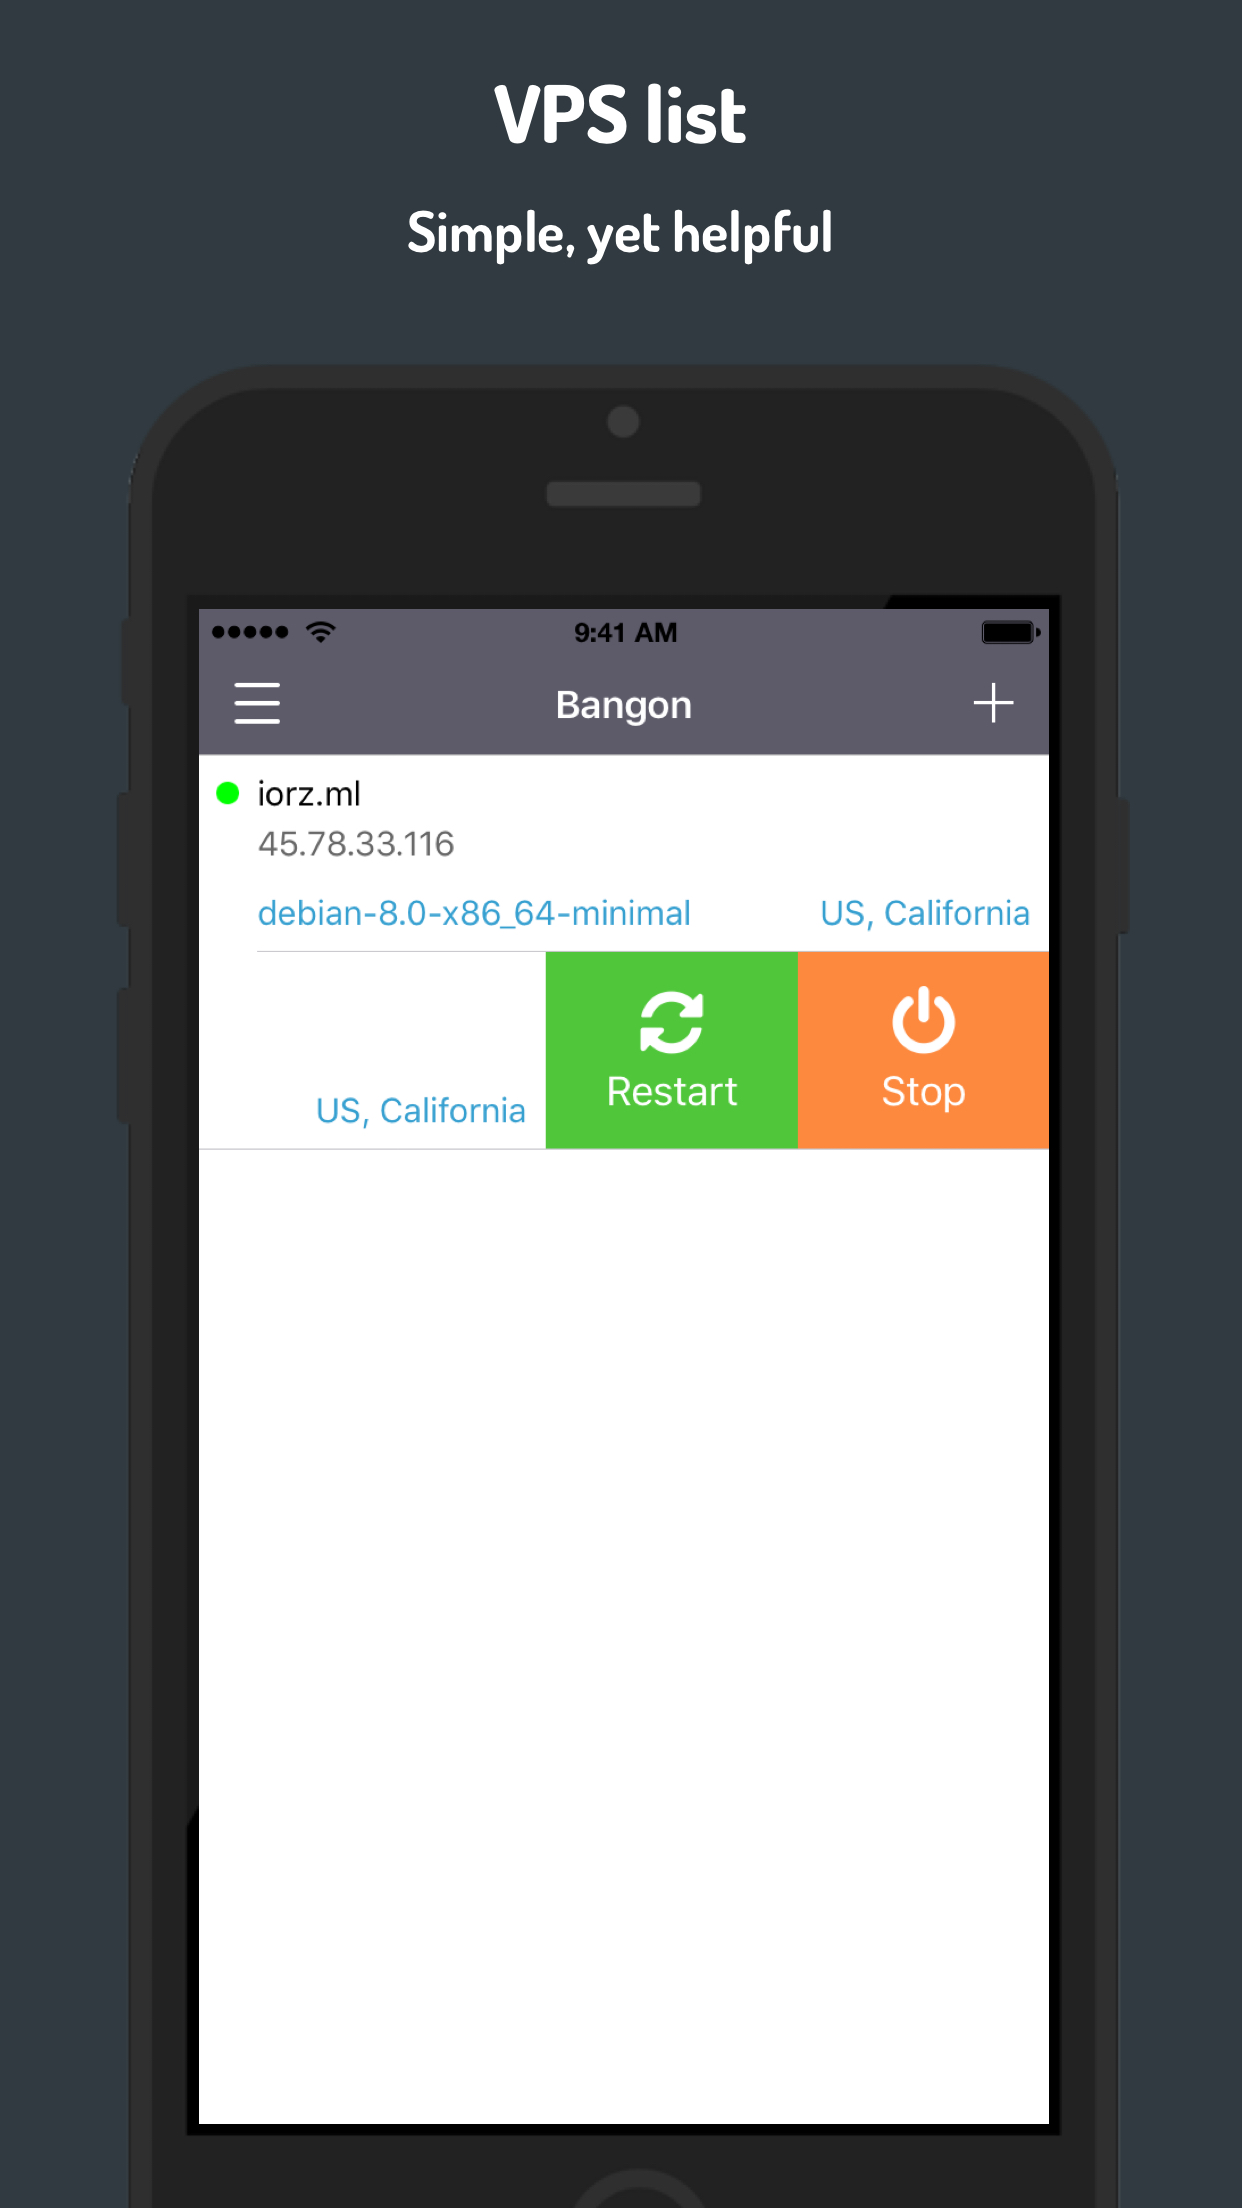 VPS list
Simple, yet helpful
9:41 AM
Bangon
iorz.ml
45.78.33.116
debian-8.0-x86_64-minimal US, California
US, California
Restart
Stop